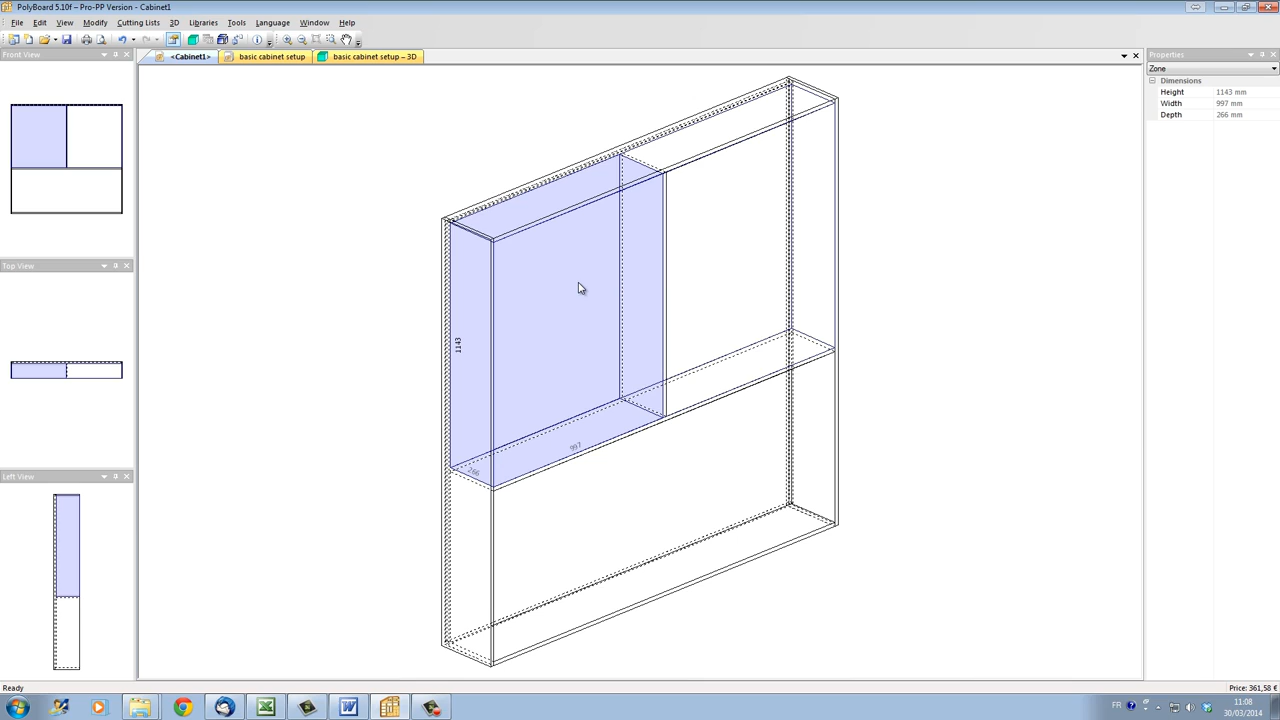 PolyBoard 5.10f - Pro-PP Version - Cabinet1
File Edit View Modify Cutting Lists 3D Libraries Tools Language Window Help
Front View
<Cabinet1> basic cabinet setup basic cabinet setup – 3D
Properties
Zone
Dimensions
Height 1143 mm
Width 997 mm
Depth 266 mm
Top View
1143
997
266
Left View
Ready
Price: 361,58 €
FR
11:08
30/03/2014